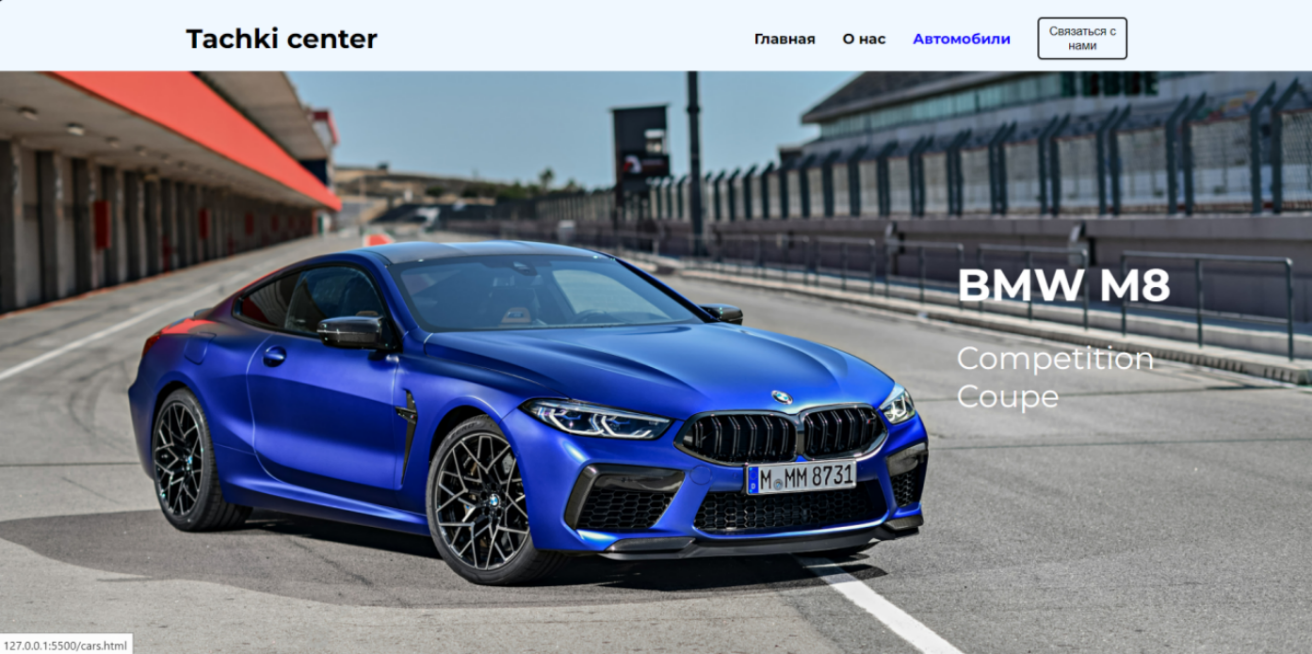 Tachki center
Главная
О нас
Автомобили
Связаться с
нами
BMW M8
Competition
Coupe
M MM 8731
127.0.0.1:5500/cars.html